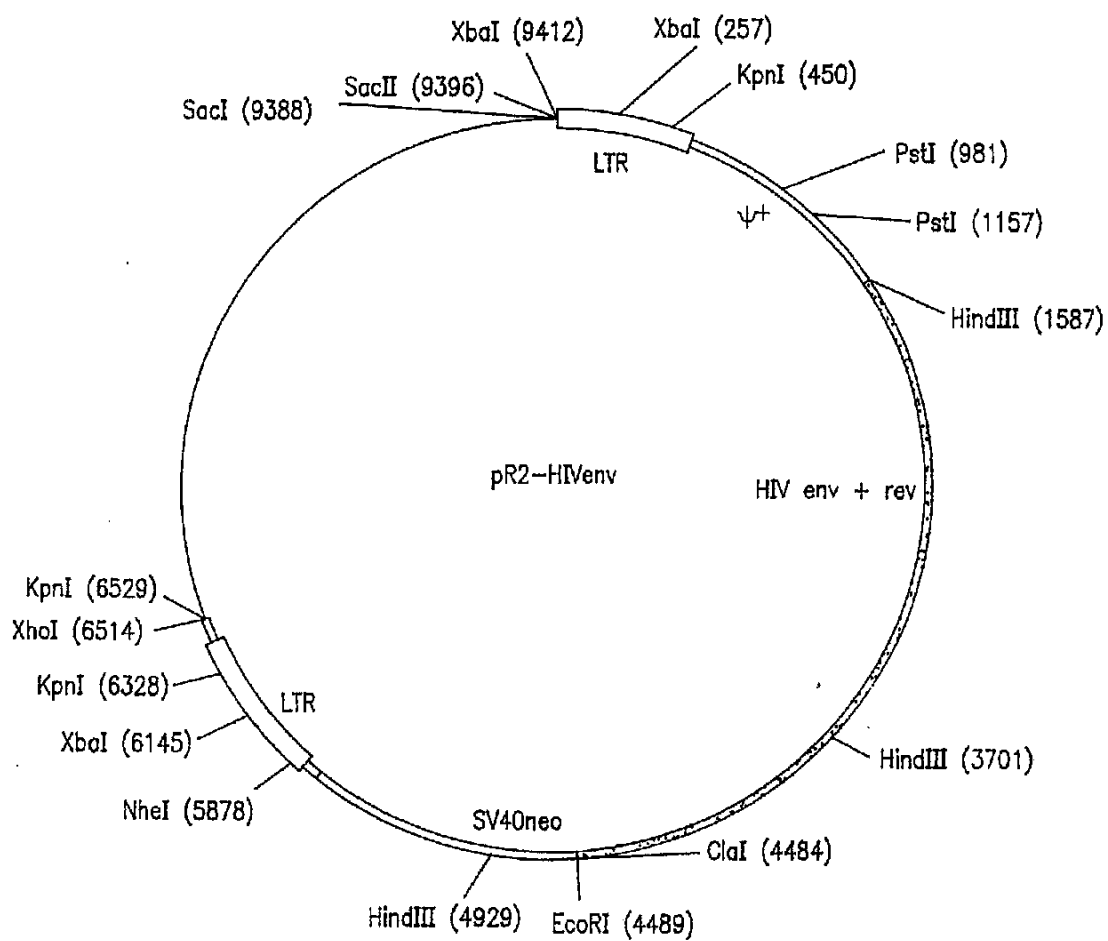 XbaI (9412)
XbaI (257)
SacII (9396)
KpnI (450)
SacI (9388)
LTR
PstI (981)
ψ+
PstI (1157)
HindIII (1587)
pR2-HIVenv
HIV env + rev
KpnI (6529)
XhoI (6514)
KpnI (6328)
LTR
XbaI (6145)
HindIII (3701)
NheI (5878)
SV40neo
ClaI (4484)
HindIII (4929)
EcoRI (4489)